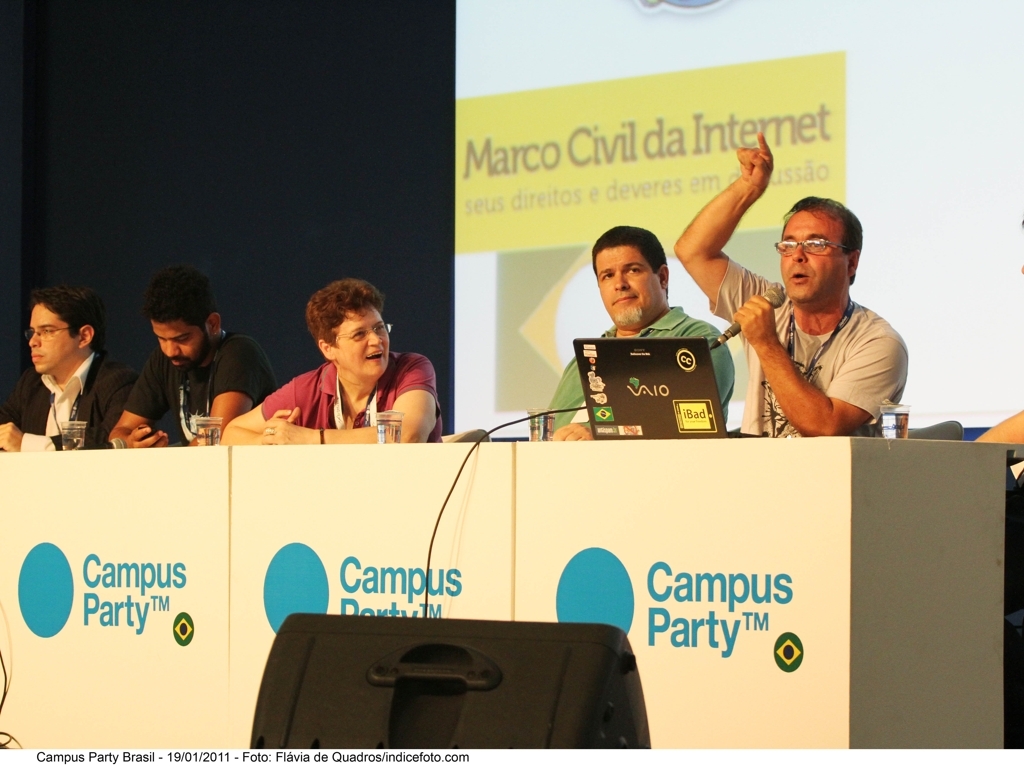 Marco Civil da Internet
seus direitos e deveres em
cc
VAIO
iBad
Campus
Party™
Campus
Party™
Campus
Party™
Campus Party Brasil - 19/01/2011 - Foto: Flávia de Quadros/indicefoto.com